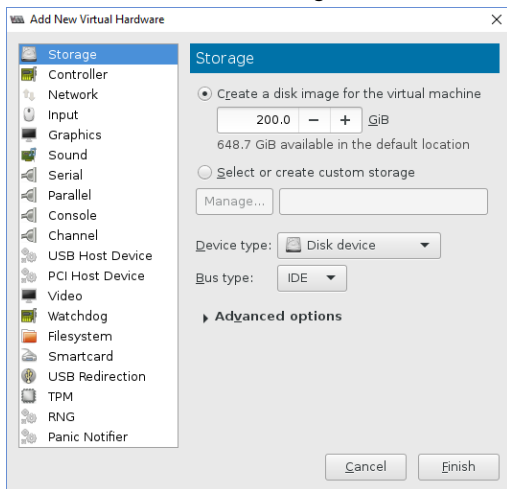 Add New Virtual Hardware
Storage
Controller
Network
Input
Graphics
Sound
Serial
Parallel
Console
Channel
USB Host Device
PCI Host Device
Video
Watchdog
Filesystem
Smartcard
USB Redirection
TPM
RNG
Panic Notifier
Storage
Create a disk image for the virtual machine
200.0 − + GiB
648.7 GiB available in the default location
Select or create custom storage
Manage...
Device type: Disk device
Bus type: IDE
Advanced options
Cancel Finish